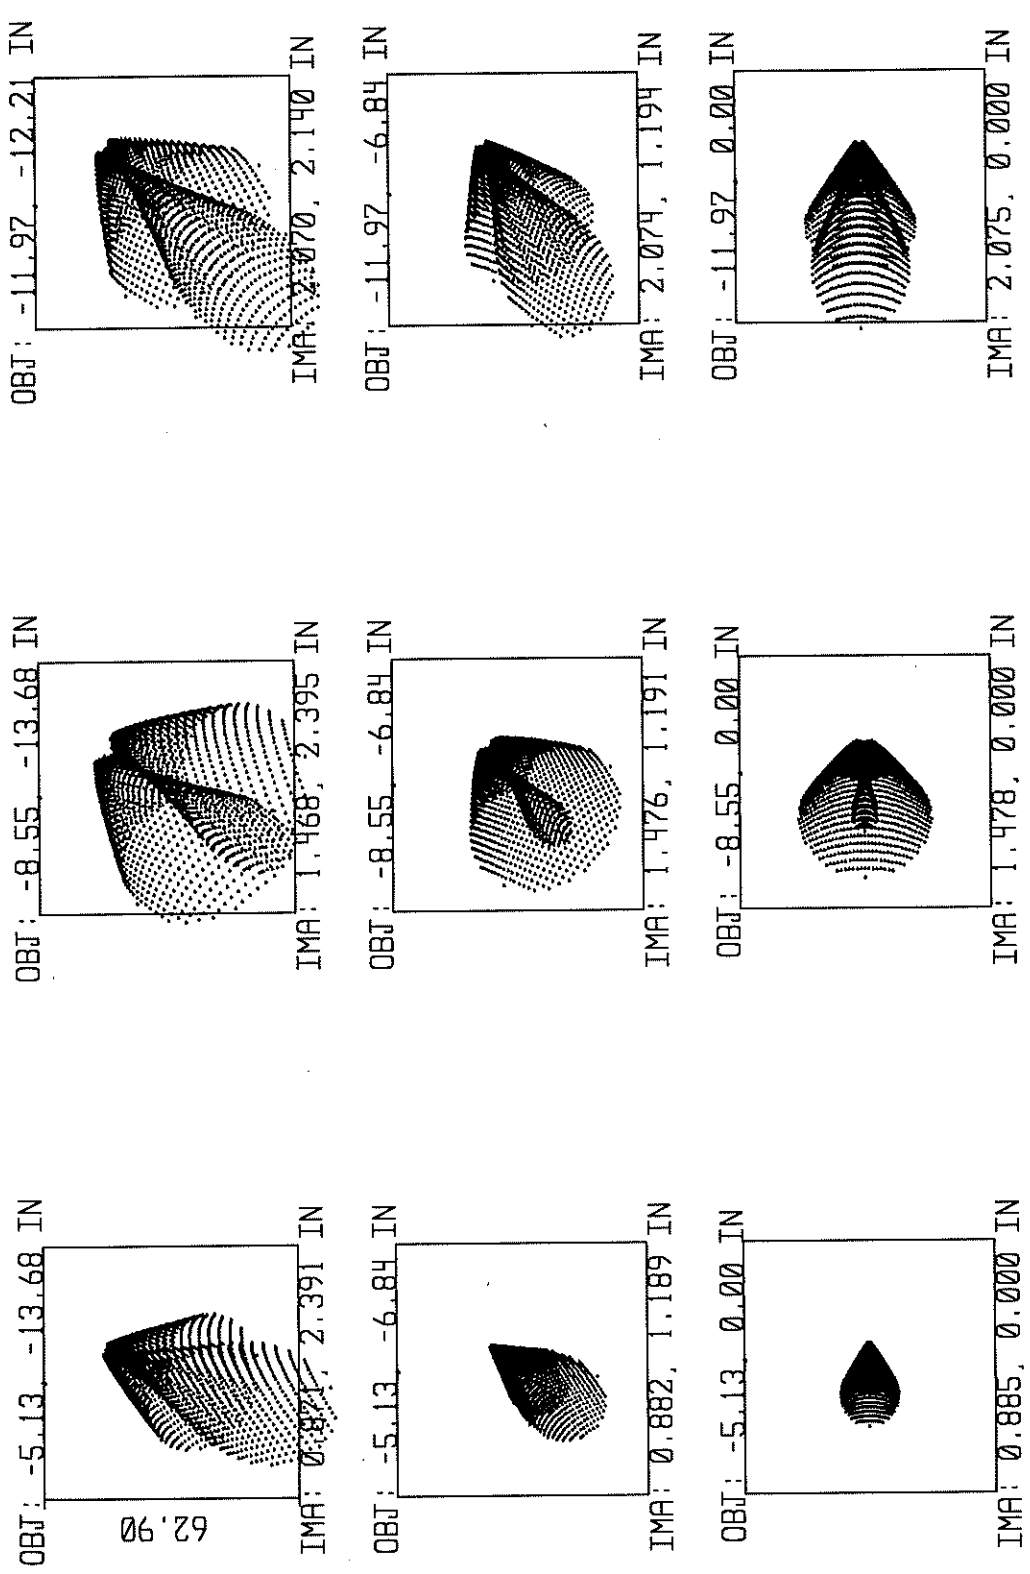 OBJ: -5.13, -13.68 IN
OBJ: -8.55, -13.68 IN
OBJ: -11.97, -12.21 IN
62.90
IMA: 0.871, 2.391 IN
IMA: 1.468, 2.395 IN
IMA: 2.070, 2.140 IN
OBJ: -5.13, -6.84 IN
OBJ: -8.55, -6.84 IN
OBJ: -11.97, -6.84 IN
IMA: 0.882, 1.189 IN
IMA: 1.476, 1.191 IN
IMA: 2.074, 1.194 IN
OBJ: -5.13, 0.00 IN
OBJ: -8.55, 0.00 IN
OBJ: -11.97, 0.00 IN
IMA: 0.885, 0.000 IN
IMA: 1.478, 0.000 IN
IMA: 2.075, 0.000 IN